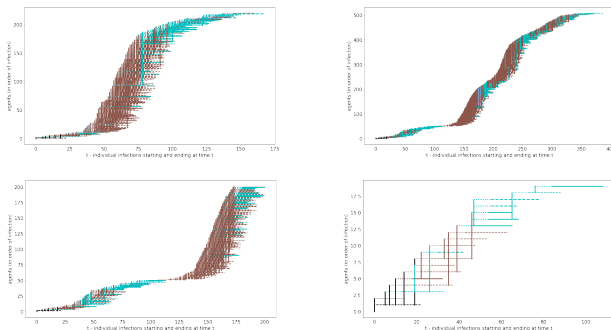 agents (in order of infection)
200
150
100
50
0
0 25 50 75 100 125 150 175
t - individual infections starting and ending at time t
agents (in order of infection)
500
400
300
200
100
0
0 50 100 150 200 250 300 350 400
t - individual infections starting and ending at time t
agents (in order of infection)
200
175
150
125
100
75
50
25
0
0 25 50 75 100 125 150 175 200
t - individual infections starting and ending at time t
agents (in order of infection)
17.5
15.0
12.5
10.0
7.5
5.0
2.5
0.0
0 20 40 60 80 100
t - individual infections starting and ending at time t